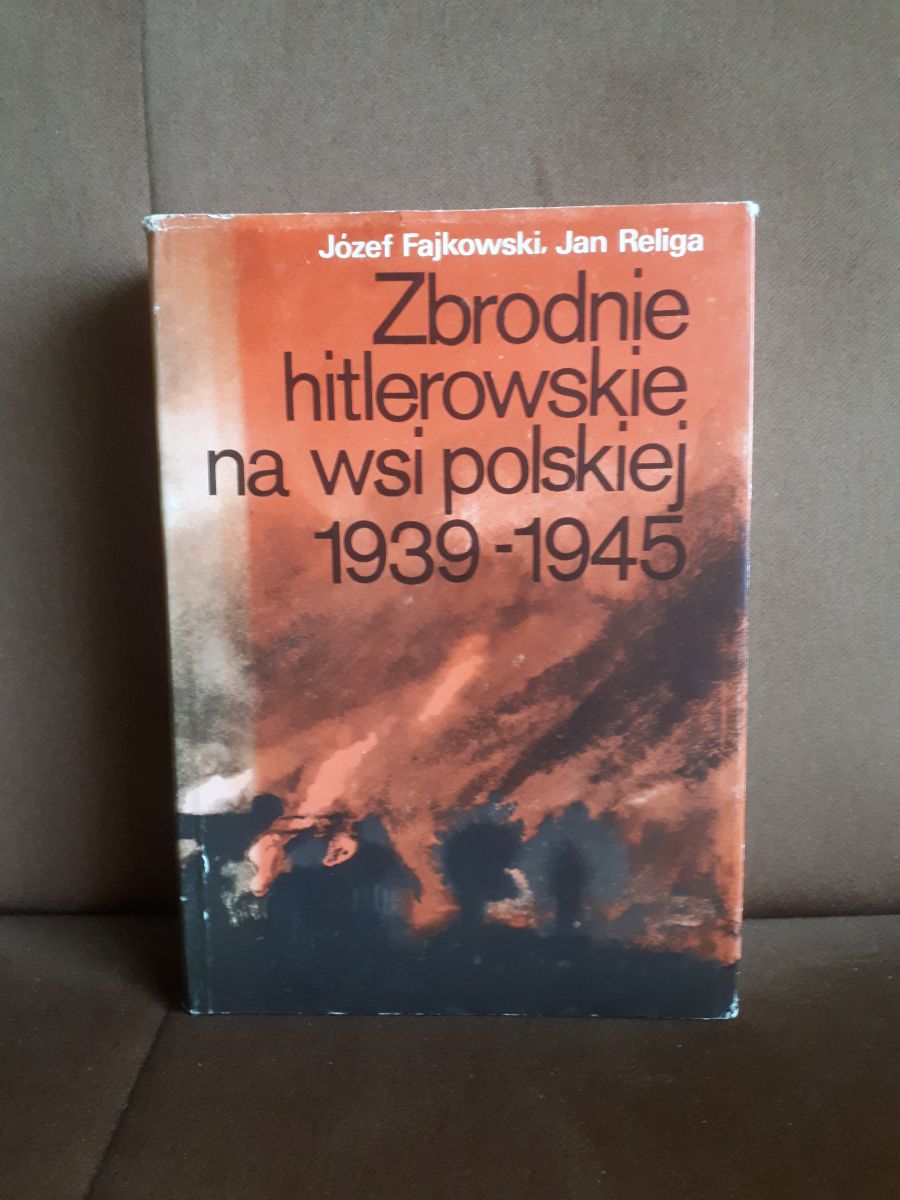 Józef Fajkowski, Jan Religa
Zbrodnie
hitlerowskie
na wsi polskiej
1939-1945